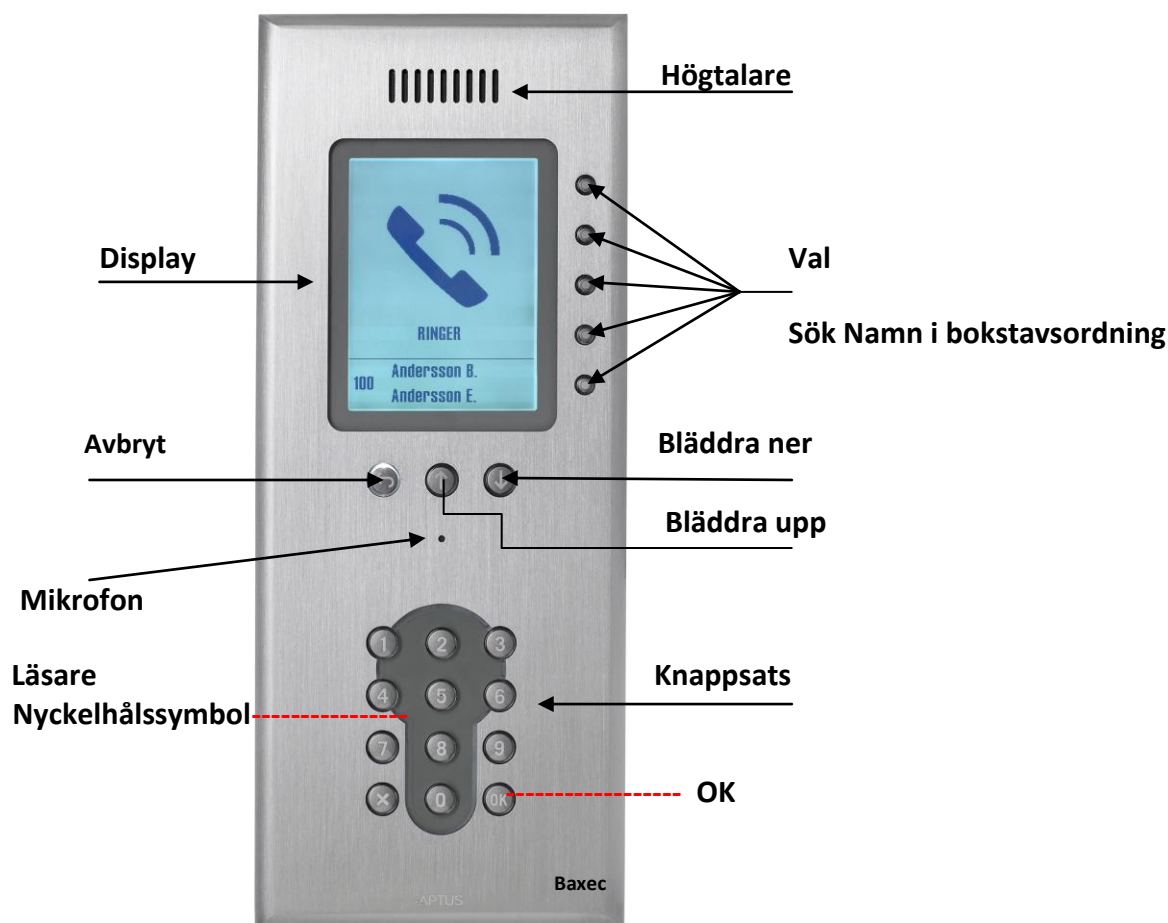 Högtalare
Display
Val
RINGER
Sök Namn i bokstavsordning
100
Andersson B.
Andersson E.
Avbryt
Bläddra ner
Bläddra upp
Mikrofon
1 2 3
Läsare
Nyckelhålssymbol
4 5 6
Knappsats
7 8 9
X 0 OK
OK
Baxec
APTUS